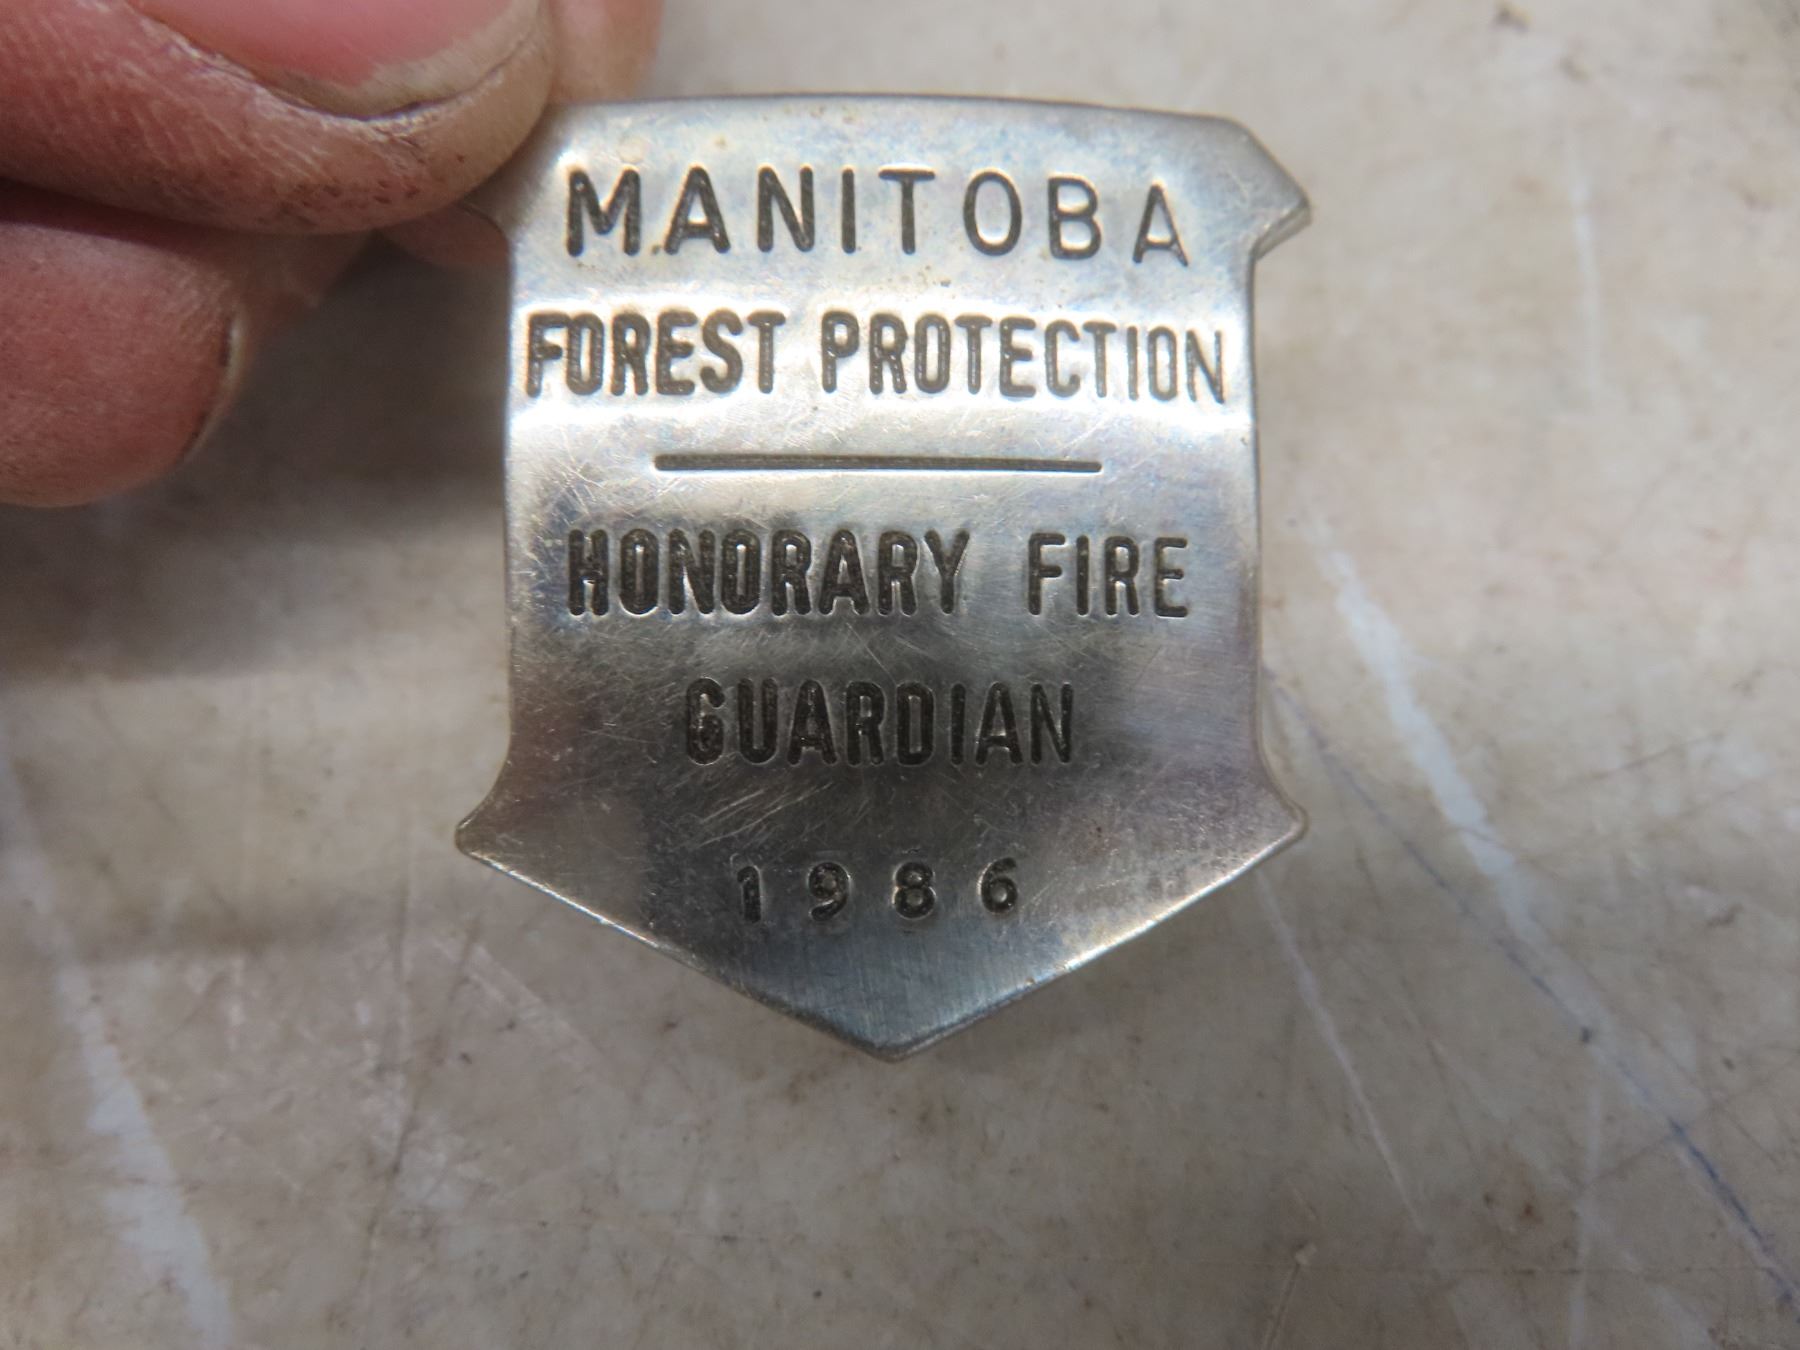 MANITOBA
FOREST PROTECTION
HONORARY FIRE
GUARDIAN
1986